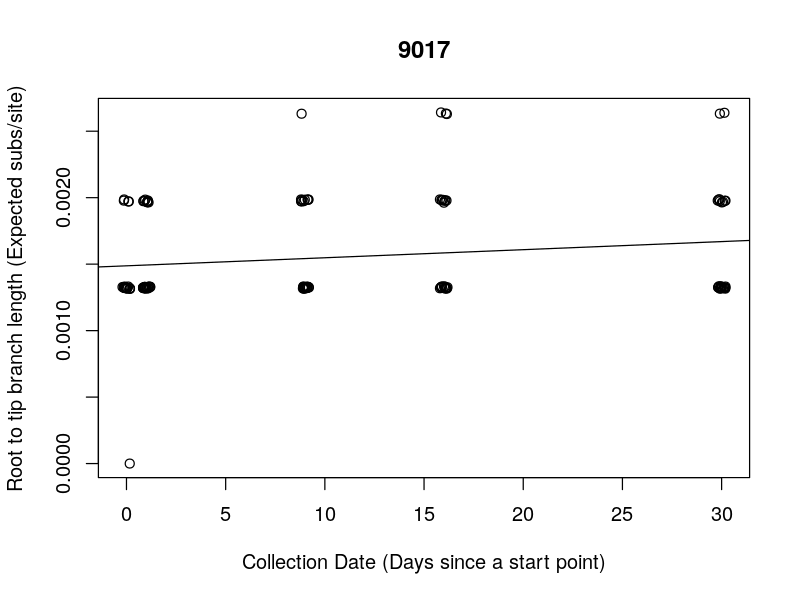 9017
Root to tip branch length (Expected subs/site)
0.0020
0.0010
0.0000
0 5 10 15 20 25 30
Collection Date (Days since a start point)